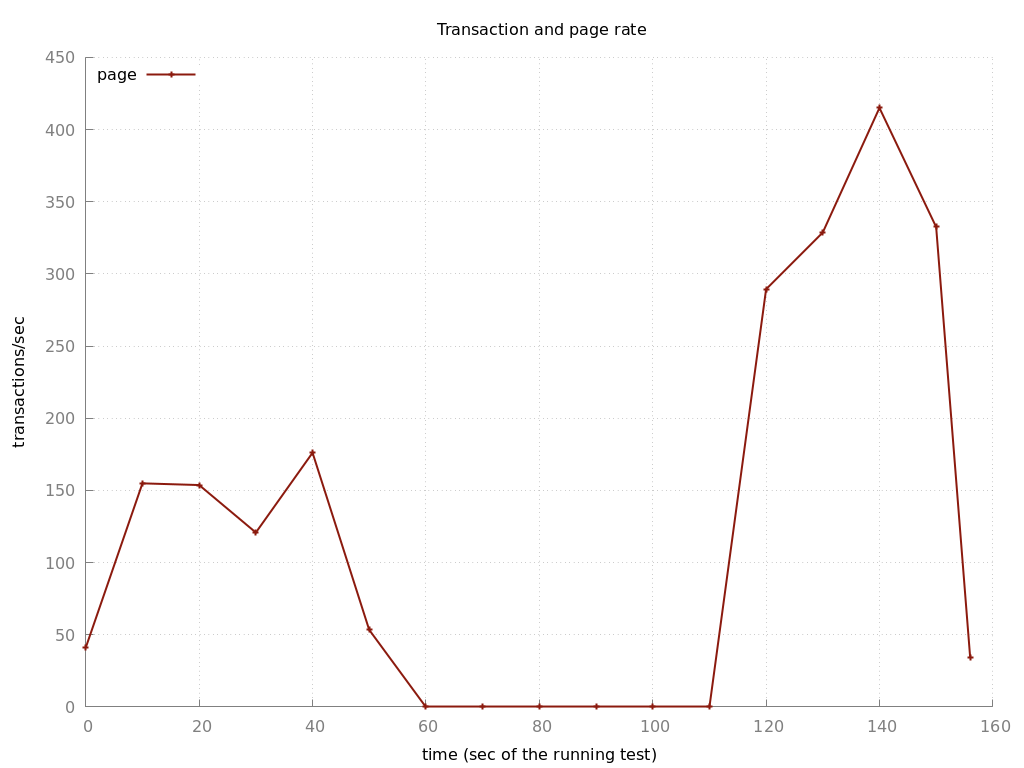 Transaction and page rate
450
page
400
350
300
250
200
150
100
50
0
transactions/sec
0 20 40 60 80 100 120 140 160
time (sec of the running test)